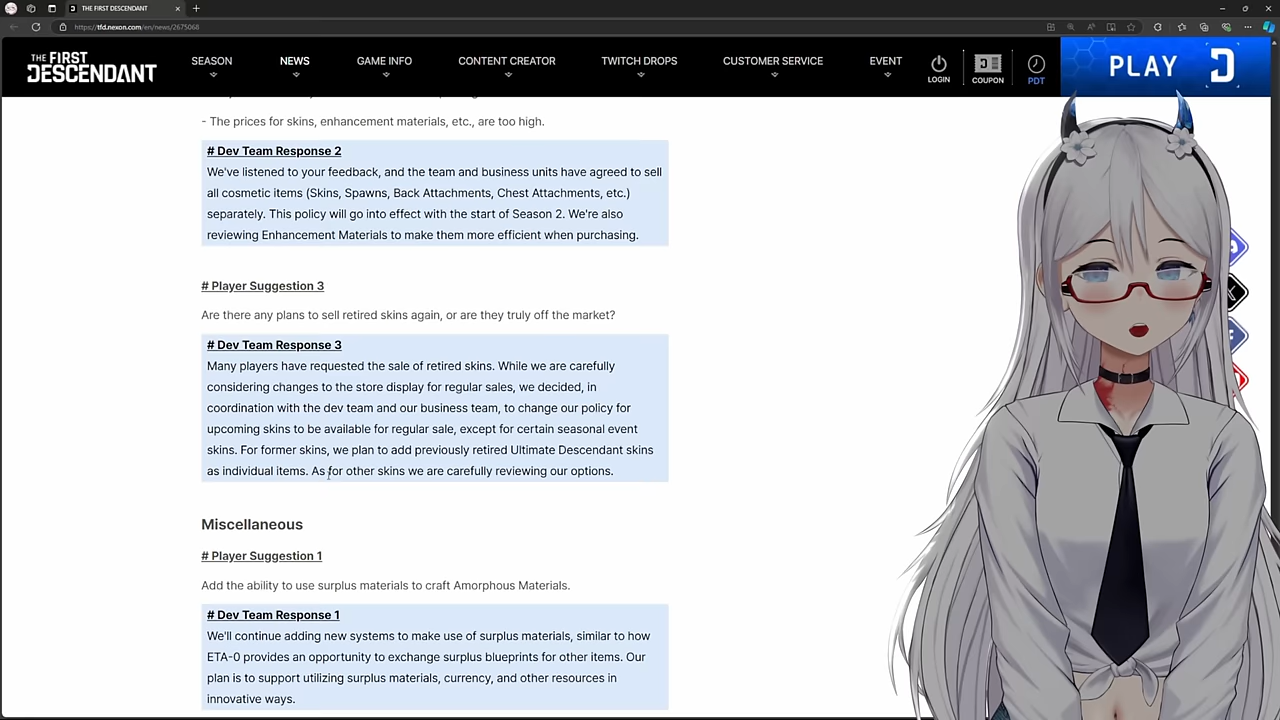 THE FIRST DESCENDANT
https://tfd.nexon.com/en/news/2675068
THE FIRST
DESCENDANT
SEASON
NEWS
GAME INFO
CONTENT CREATOR
TWITCH DROPS
CUSTOMER SERVICE
EVENT
LOGIN
COUPON
PDT
PLAY
- The prices for skins, enhancement materials, etc., are too high.
# Dev Team Response 2
We've listened to your feedback, and the team and business units have agreed to sell
all cosmetic items (Skins, Spawns, Back Attachments, Chest Attachments, etc.)
separately. This policy will go into effect with the start of Season 2. We're also
reviewing Enhancement Materials to make them more efficient when purchasing.
# Player Suggestion 3
Are there any plans to sell retired skins again, or are they truly off the market?
# Dev Team Response 3
Many players have requested the sale of retired skins. While we are carefully
considering changes to the store display for regular sales, we decided, in
coordination with the dev team and our business team, to change our policy for
upcoming skins to be available for regular sale, except for certain seasonal event
skins. For former skins, we plan to add previously retired Ultimate Descendant skins
as individual items. As for other skins we are carefully reviewing our options.
Miscellaneous
# Player Suggestion 1
Add the ability to use surplus materials to craft Amorphous Materials.
# Dev Team Response 1
We'll continue adding new systems to make use of surplus materials, similar to how
ETA-0 provides an opportunity to exchange surplus blueprints for other items. Our
plan is to support utilizing surplus materials, currency, and other resources in
innovative ways.